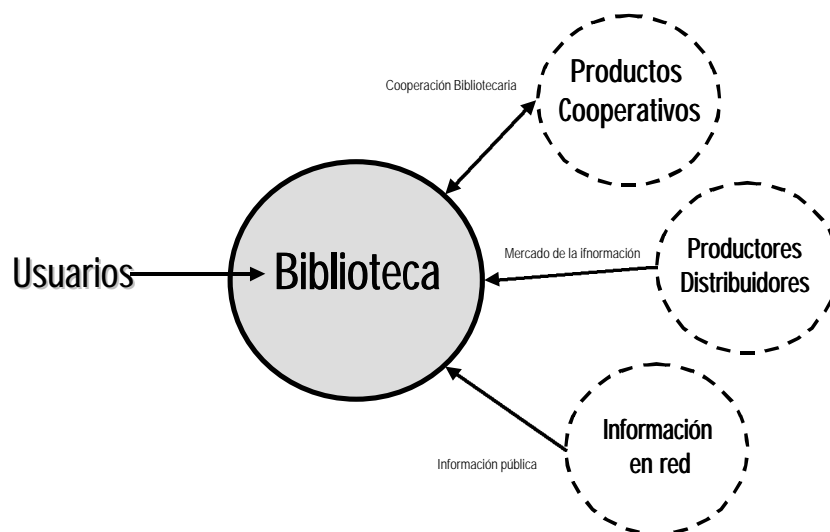 Productos
Cooperativos
Cooperación Bibliotecaria
Usuarios
Biblioteca
Mercado de la ifnormación
Productores
Distribuidores
Información
en red
Información pública